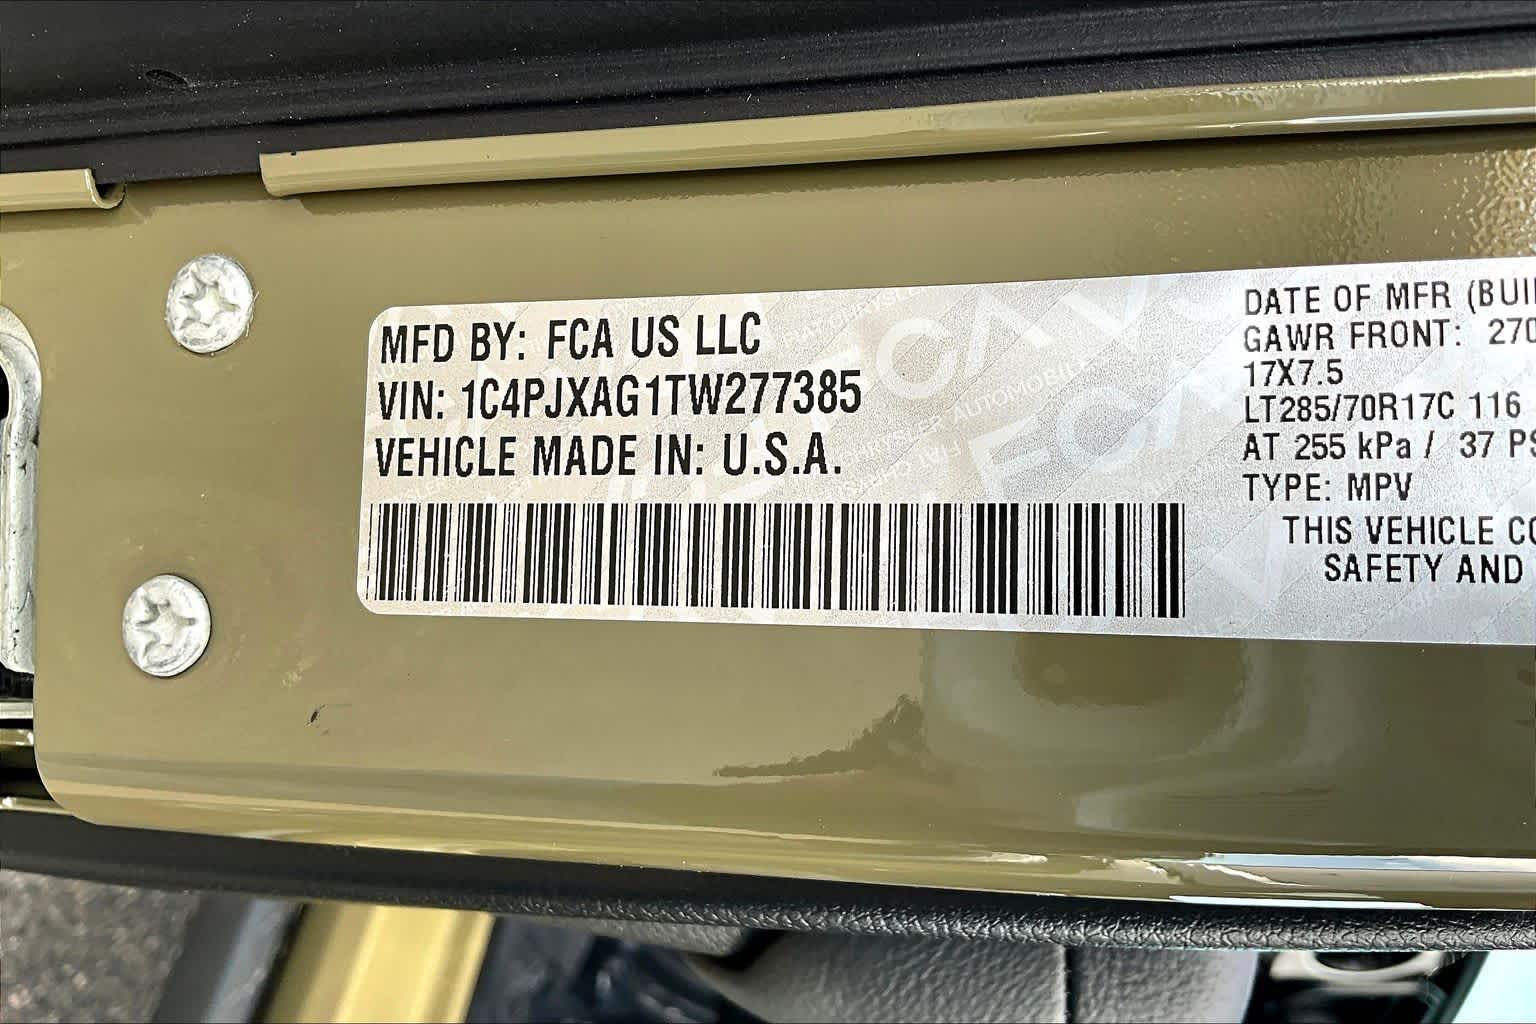 MFD BY: FCA US LLC
VIN: 1C4PJXAG1TW277385
VEHICLE MADE IN: U.S.A.
DATE OF MFR (BUI
GAWR FRONT: 270
17X7.5
LT285/70R17C 116
AT 255 kPa / 37 PS
TYPE: MPV
THIS VEHICLE CO
SAFETY AND